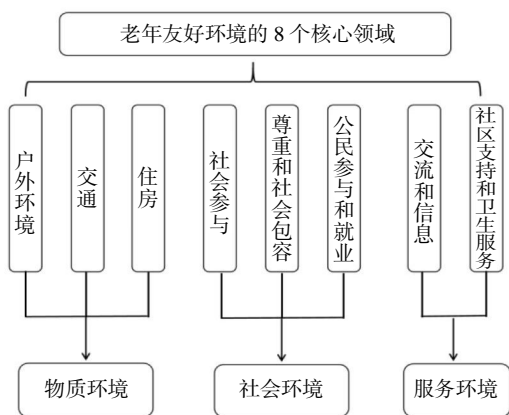 老年友好环境的 8 个核心领域
户外环境
交通
住房
社会参与
尊重和社会包容
公民参与和就业
交流和信息
社区支持和卫生服务
物质环境
社会环境
服务环境